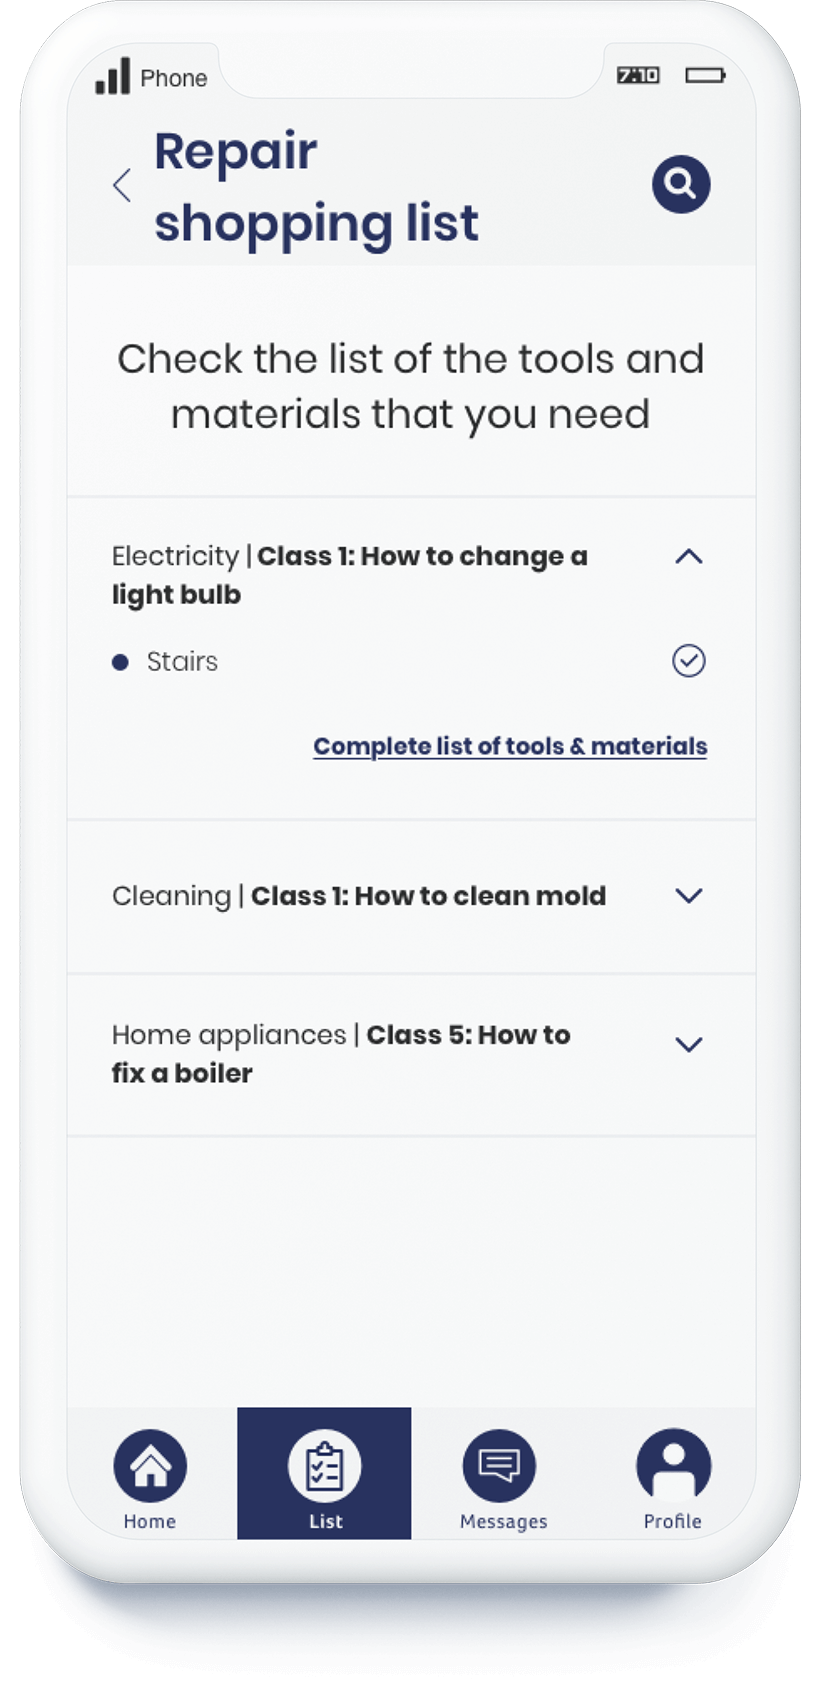 Phone
7:10
Repair
shopping list
Check the list of the tools and
materials that you need
Electricity | Class 1: How to change a
light bulb
Stairs
Complete list of tools & materials
Cleaning | Class 1: How to clean mold
Home appliances | Class 5: How to
fix a boiler
Home
List
Messages
Profile